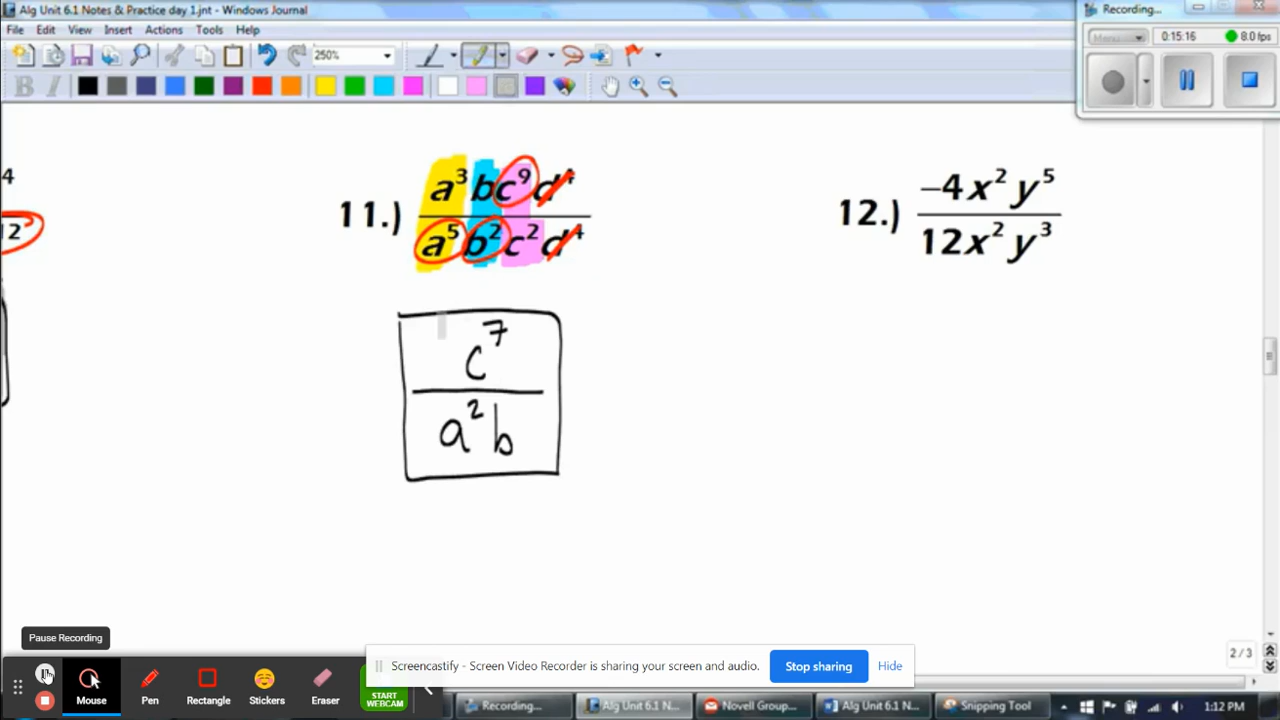 Alg Unit 6.1 Notes & Practice day 1.jnt - Windows Journal
Recording...
File Edit View Insert Actions Tools Help
Menu
0:15:16
8.0 fps
250%
B I
4
12
11.) a³bc⁹d⁴
a⁵b²c²d⁴
12.) −4x²y⁵
12x²y³
c⁷
a²b
Pause Recording
2/3
Screencastify - Screen Video Recorder is sharing your screen and audio.
Stop sharing
Hide
Mouse
Pen
Rectangle
Stickers
Eraser
START
WEBCAM
Recording...
Alg Unit 6.1 N...
Novell Group...
Alg Unit 6.1 N...
Snipping Tool
1:12 PM